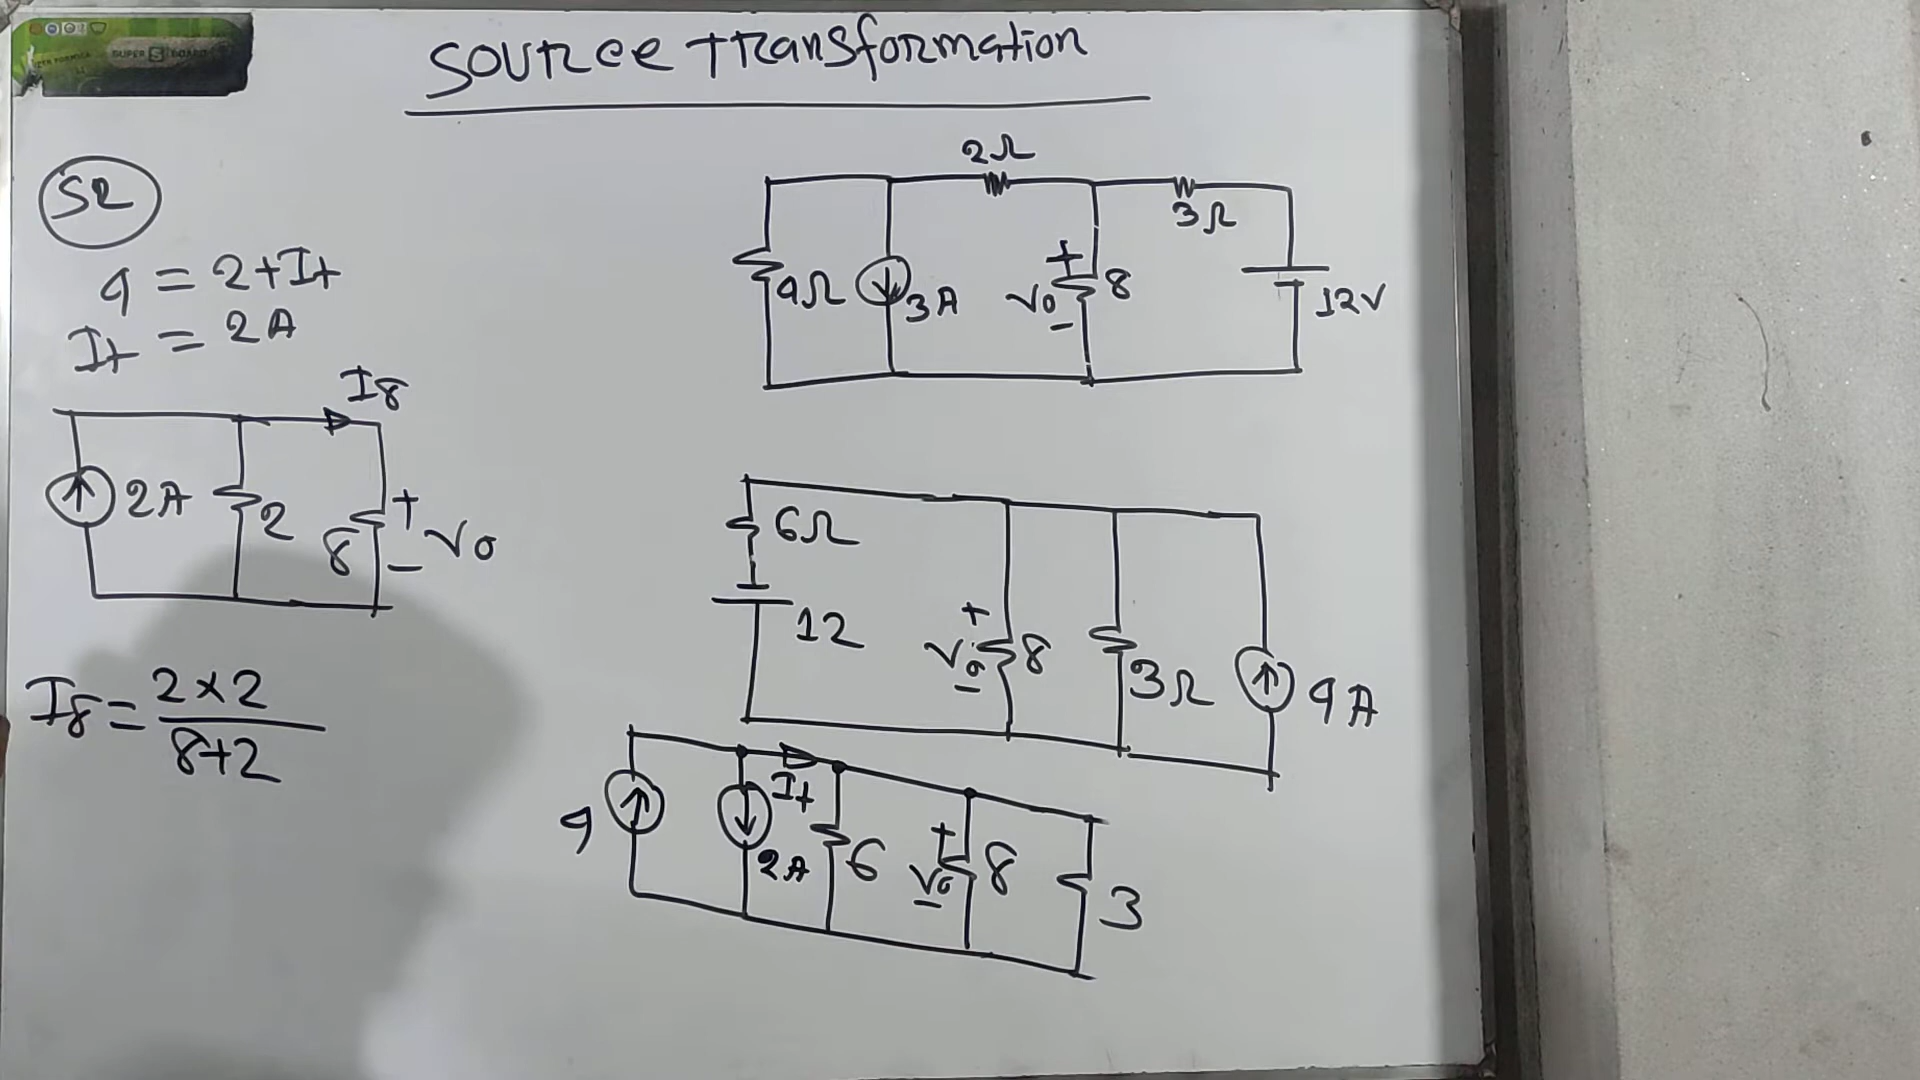 SUPER S BOARD
Source Transformation
S2
4 = 2+It
It = 2A
I8
2A
2
8
+
Vo
−
I8 = 2×2
8+2
2Ω
3Ω
4Ω
3A
+
Vo
−
8
12V
6Ω
12
+
Vo
−
8
3Ω
4A
4
It
2A
6
+
Vo
−
8
3